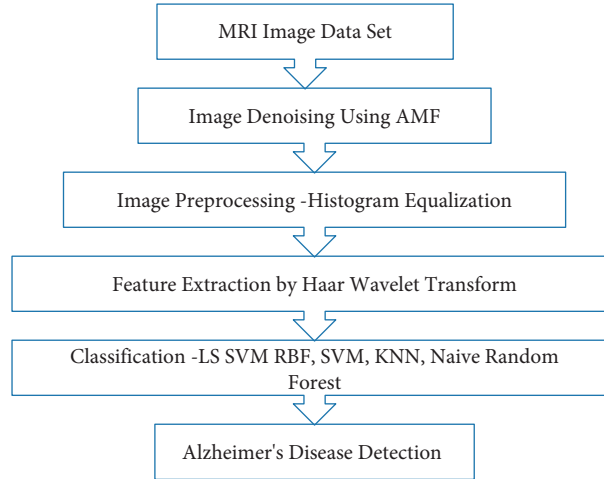 MRI Image Data Set
Image Denoising Using AMF
Image Preprocessing -Histogram Equalization
Feature Extraction by Haar Wavelet Transform
Classification -LS SVM RBF, SVM, KNN, Naive Random
Forest
Alzheimer's Disease Detection